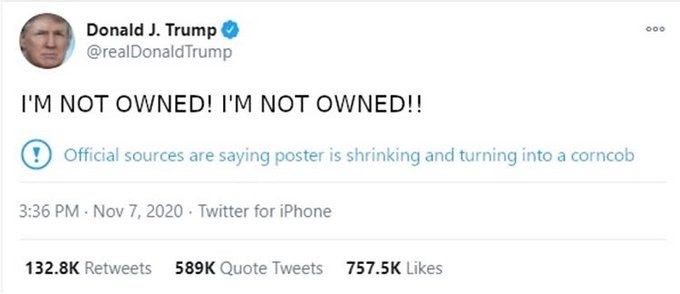 Donald J. Trump
@realDonaldTrump
I'M NOT OWNED! I'M NOT OWNED!!
Official sources are saying poster is shrinking and turning into a corncob
3:36 PM · Nov 7, 2020 · Twitter for iPhone
132.8K Retweets 589K Quote Tweets 757.5K Likes